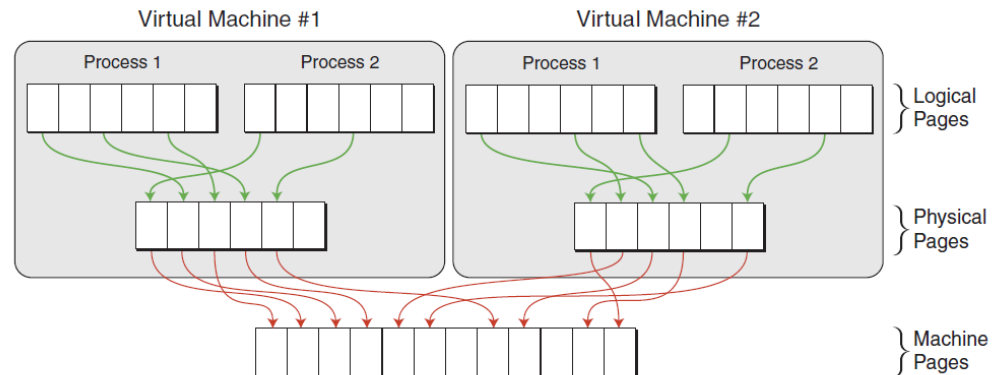 Virtual Machine #1
Virtual Machine #2
Process 1
Process 2
Process 1
Process 2
Logical
Pages
Physical
Pages
Machine
Pages